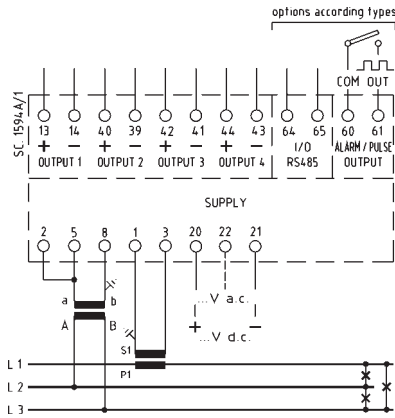 options according types
COM OUT
S.C. 1594A/1
13 14 40 39 42 41 44 43 64 65 60 61
+ − + − + − + − I/O ALARM / PULSE
OUTPUT 1 OUTPUT 2 OUTPUT 3 OUTPUT 4 RS485 OUTPUT
SUPPLY
2 5 8 1 3 20 22 21
a b ...V a.c.
A B + −
...V d.c.
S1
P1
L 1
L 2
L 3